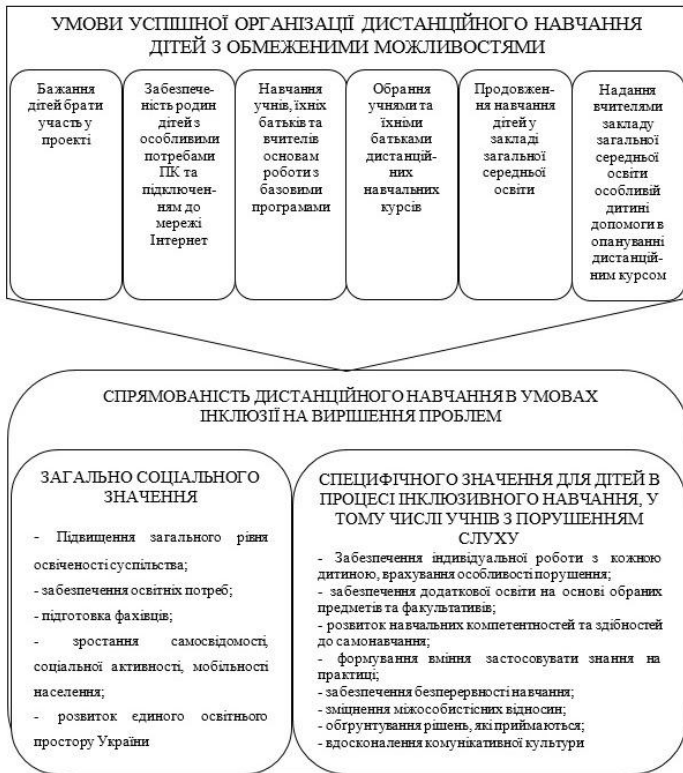 УМОВИ УСПІШНОЇ ОРГАНІЗАЦІЇ ДИСТАНЦІЙНОГО НАВЧАННЯ
ДІТЕЙ З ОБМЕЖЕНИМИ МОЖЛИВОСТЯМИ
Бажання
дітей брати
участь у
проекті
Забезпече-
ність родин
дітей з
особливими
потребами
ПК та
підключен-
ням до
мережі
Інтернет
Навчання
учнів, їхніх
батьків та
вчителів
основам
роботи з
базовими
програмами
Обрання
учнями та
їхніми
батьками
дистанцій-
них
навчальних
курсів
Продовжен-
ня навчання
дітей у
закладі
загальної
середньої
освіти
Надання
вчителями
закладу
загальної
середньої
освіти
особливій
дитині
допомоги в
опануванні
дистанцій-
ним курсом
СПРЯМОВАНІСТЬ ДИСТАНЦІЙНОГО НАВЧАННЯ В УМОВАХ
ІНКЛЮЗІЇ НА ВИРІШЕННЯ ПРОБЛЕМ
ЗАГАЛЬНО СОЦІАЛЬНОГО
ЗНАЧЕННЯ
- Підвищення загального рівня
освіченості суспільства;
- забезпечення освітніх потреб;
- підготовка фахівців;
- зростання самосвідомості,
соціальної активності, мобільності
населення;
- розвиток єдиного освітнього
простору України
СПЕЦИФІЧНОГО ЗНАЧЕННЯ ДЛЯ ДІТЕЙ В
ПРОЦЕСІ ІНКЛЮЗИВНОГО НАВЧАННЯ, У
ТОМУ ЧИСЛІ УЧНІВ З ПОРУШЕННЯМ
СЛУХУ
- Забезпечення індивідуальної роботи з кожною
дитиною, врахування особливості порушення;
- забезпечення додаткової освіти на основі обраних
предметів та факультативів;
- розвиток навчальних компетентностей та здібностей
до самонавчання;
- формування вміння застосовувати знання на
практиці;
- забезпечення безперервності навчання;
- зміцнення міжособистісних відносин;
- обґрунтування рішень, які приймаються;
- вдосконалення комунікативної культури